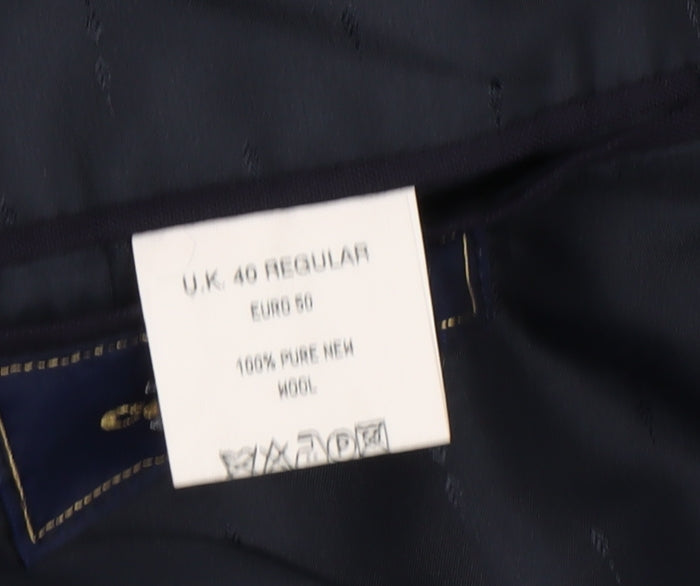 U.K. 40 REGULAR
EURO 50
100% PURE NEW
WOOL
P